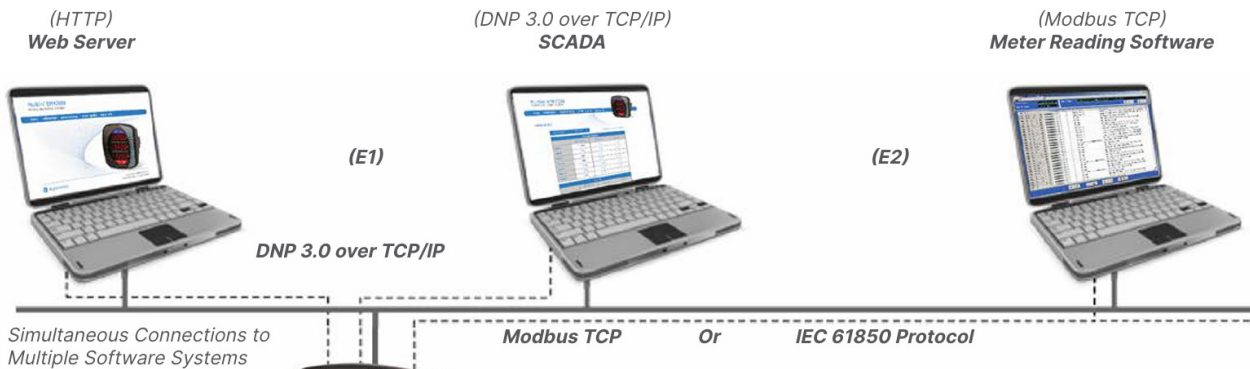 (HTTP)
Web Server
(DNP 3.0 over TCP/IP)
SCADA
(Modbus TCP)
Meter Reading Software
(E1)
(E2)
DNP 3.0 over TCP/IP
Simultaneous Connections to
Multiple Software Systems
Modbus TCP Or IEC 61850 Protocol